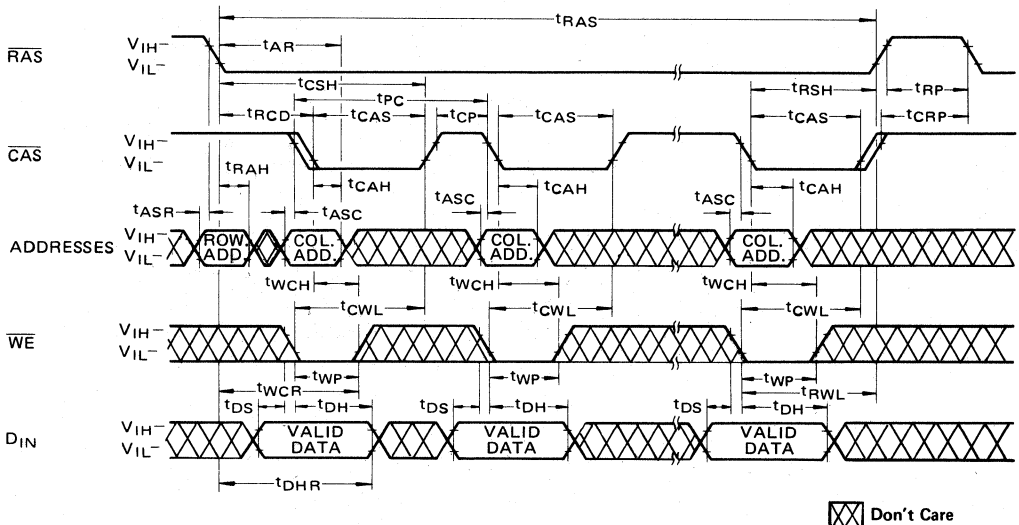 tRAS
RAS
VIH–
VIL–
tAR
tCSH
tPC
tRSH
tRP
tRCD
tCAS
tCP
tCAS
tCAS
tCRP
CAS
VIH–
VIL–
tRAH
tCAH
tCAH
tCAH
tASR
tASC
tASC
tASC
ADDRESSES
VIH–
VIL–
ROW
ADD.
COL.
ADD.
COL.
ADD.
COL.
ADD.
tWCH
tWCH
tWCH
tCWL
tCWL
tCWL
WE
VIH–
VIL–
tWP
tWP
tWP
tWCR
tRWL
tDS
tDH
tDS
tDH
tDS
tDH
DIN
VIH–
VIL–
VALID
DATA
VALID
DATA
VALID
DATA
tDHR
Don't Care